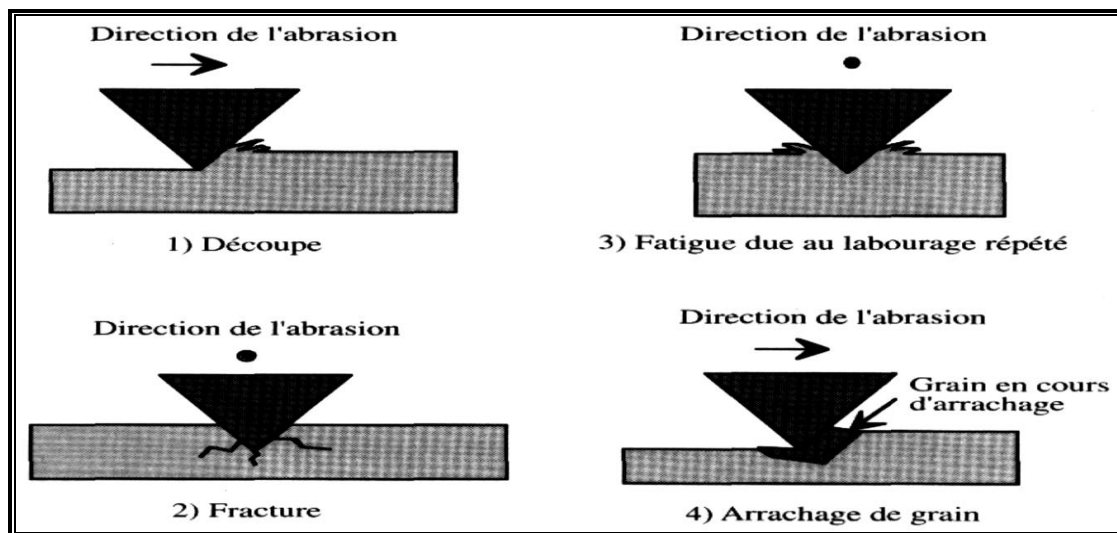 Direction de l'abrasion
1) Découpe
Direction de l'abrasion
3) Fatigue due au labourage répété
Direction de l'abrasion
2) Fracture
Direction de l'abrasion
Grain en cours
d'arrachage
4) Arrachage de grain